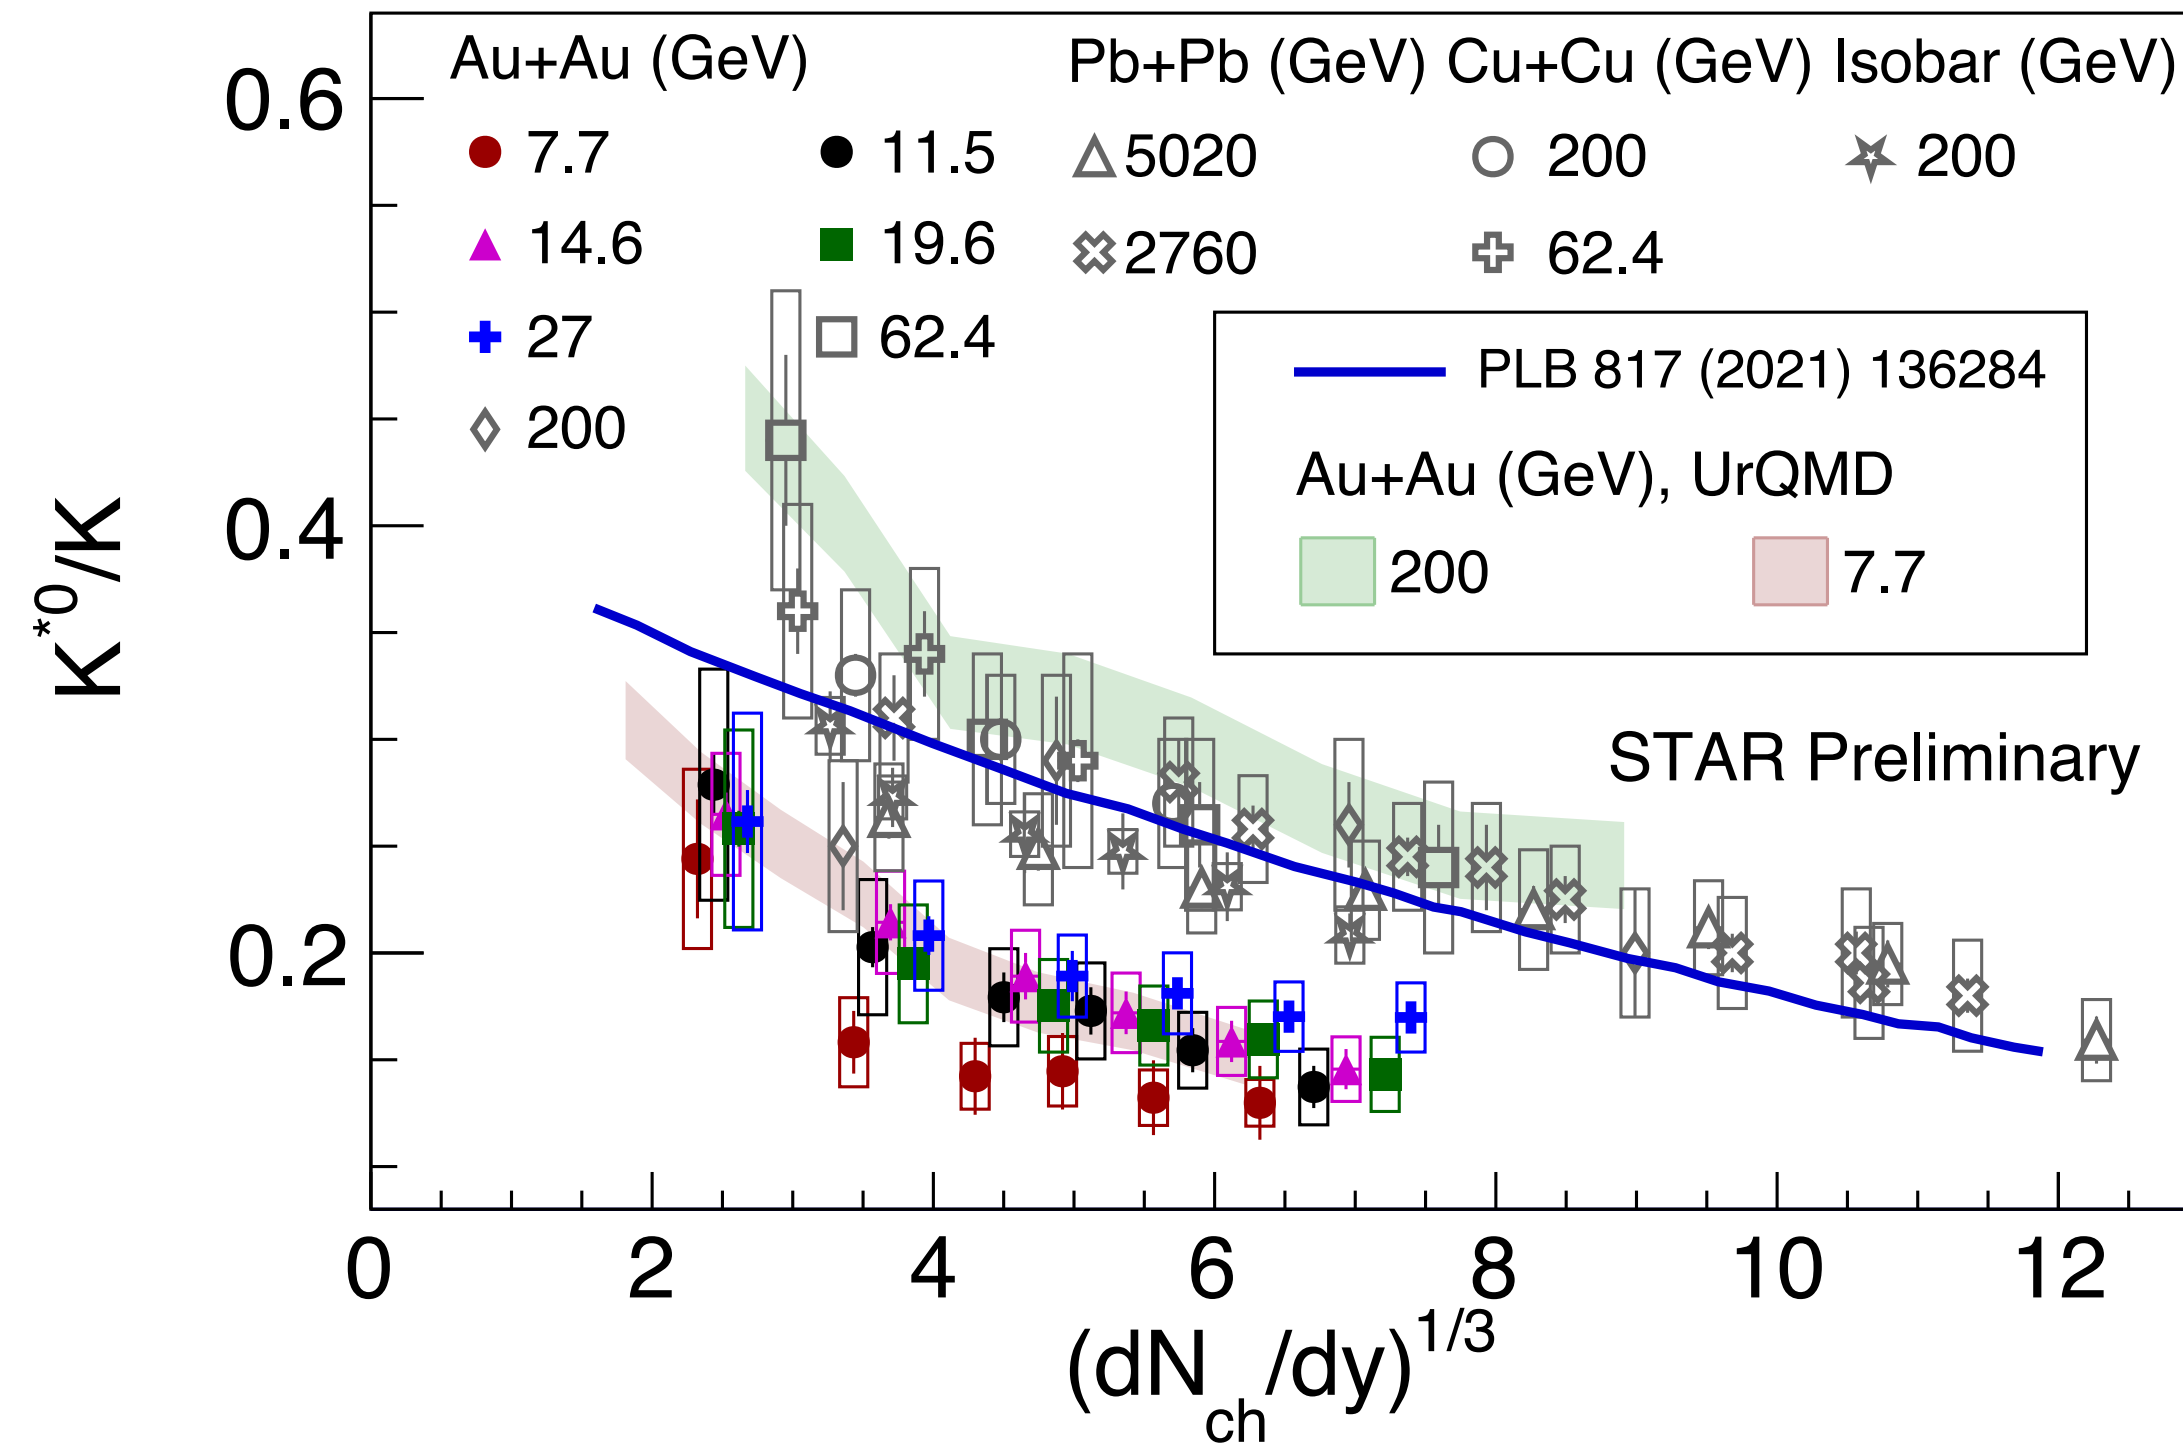 Au+Au (GeV) Pb+Pb (GeV) Cu+Cu (GeV) Isobar (GeV)
7.7 11.5 5020 200 200
14.6 19.6 2760 62.4
27 62.4
200
PLB 817 (2021) 136284
Au+Au (GeV), UrQMD
200 7.7
STAR Preliminary
K*0/K
0.6
0.4
0.2
0 2 4 6 8 10 12
(dNch/dy)1/3